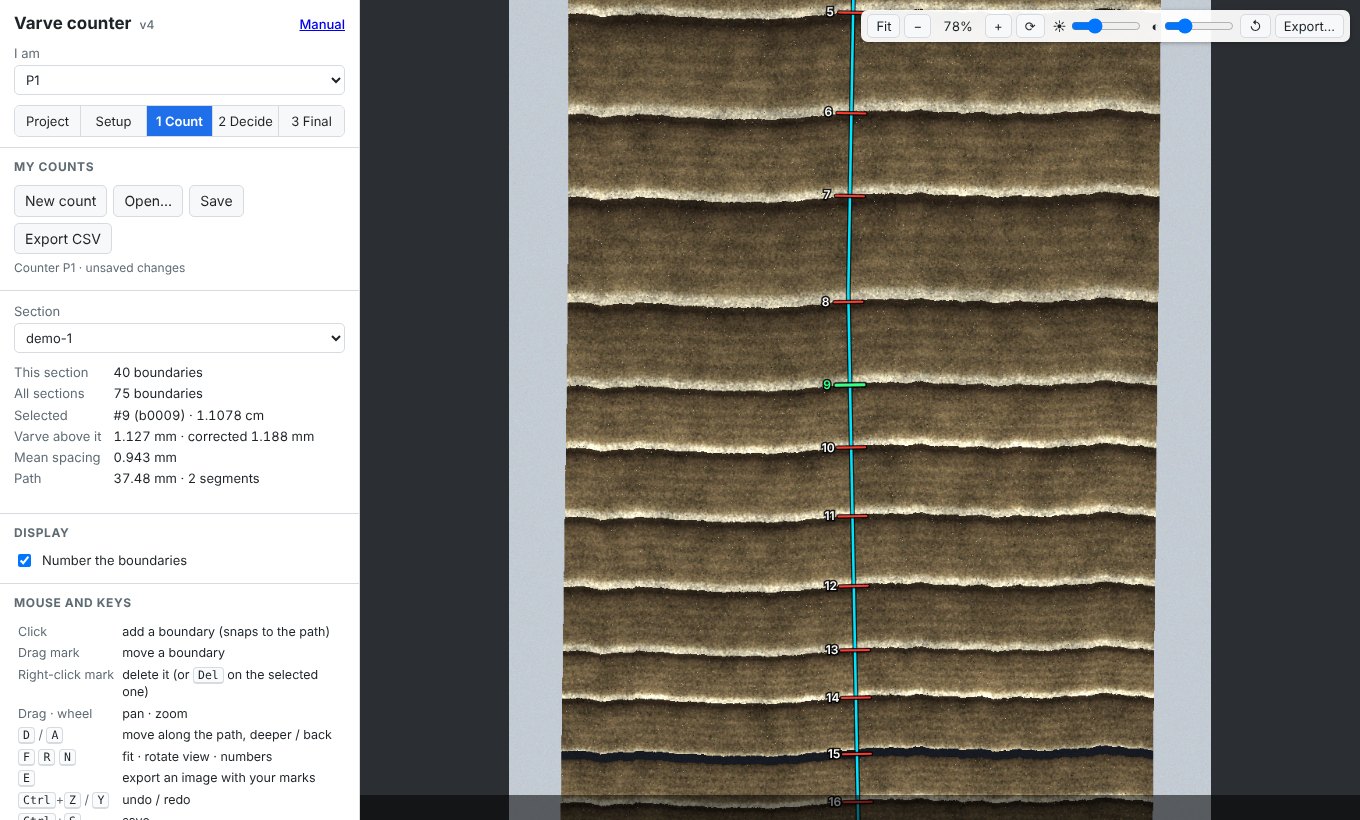 Varve counter v4 Manual
I am
P1
Project Setup 1 Count 2 Decide 3 Final
MY COUNTS
New count Open... Save
Export CSV
Counter P1 · unsaved changes
Section
demo-1
This section 40 boundaries
All sections 75 boundaries
Selected #9 (b0009) · 1.1078 cm
Varve above it 1.127 mm · corrected 1.188 mm
Mean spacing 0.943 mm
Path 37.48 mm · 2 segments
DISPLAY
Number the boundaries
MOUSE AND KEYS
Click add a boundary (snaps to the path)
Drag mark move a boundary
Right-click mark delete it (or Del on the selected
one)
Drag · wheel pan · zoom
D / A move along the path, deeper / back
F R N fit · rotate view · numbers
E export an image with your marks
Ctrl+Z / Y undo / redo
Fit − 78% + Export...
5
6
7
8
9
10
11
12
13
14
15
16